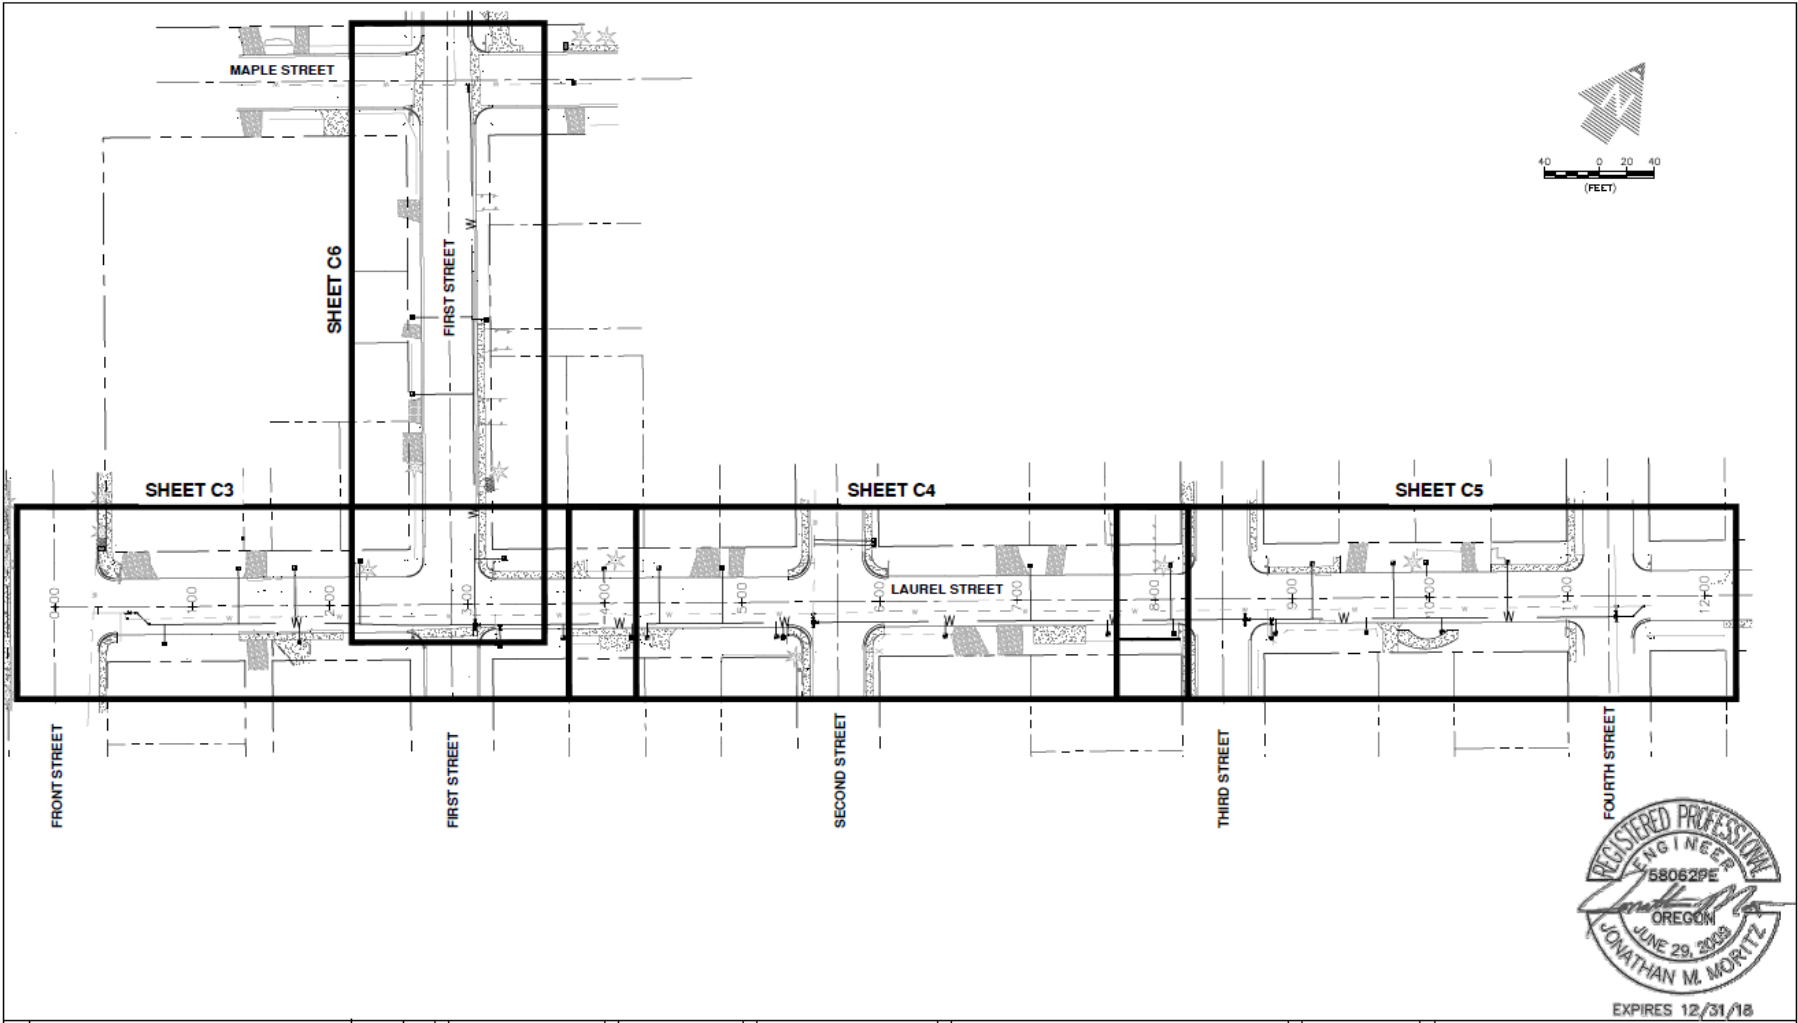 MAPLE STREET
N
40 0 20 40
(FEET)
SHEET C6
FIRST STREET
W
SHEET C3
SHEET C4
SHEET C5
W
LAUREL STREET
0+00
1+00
2+00
3+00
4+00
5+00
6+00
7+00
8+00
9+00
10+00
11+00
12+00
W
W
W
W
W
W
FRONT STREET
FIRST STREET
SECOND STREET
THIRD STREET
FOURTH STREET
REGISTERED PROFESSIONAL
ENGINEER
58062PE
OREGON
JUNE 29, 2009
JONATHAN M. MORITZ
EXPIRES 12/31/18